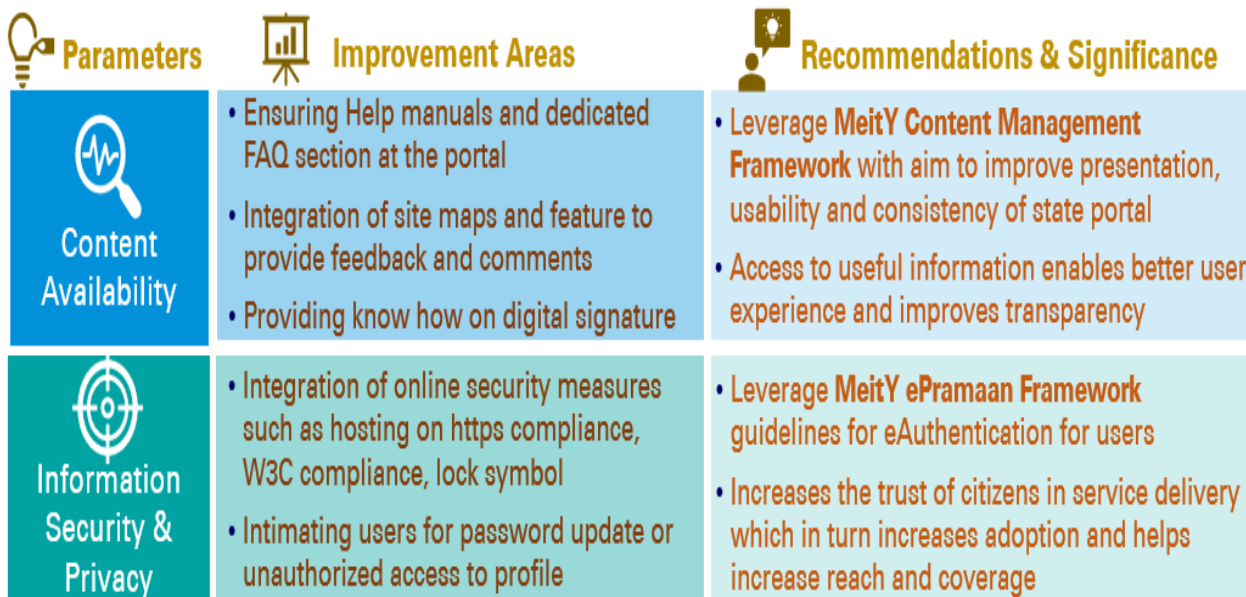 Parameters
Improvement Areas
Recommendations & Significance
Content
Availability
• Ensuring Help manuals and dedicated
FAQ section at the portal
• Integration of site maps and feature to
provide feedback and comments
• Providing know how on digital signature
• Leverage MeitY Content Management
Framework with aim to improve presentation,
usability and consistency of state portal
• Access to useful information enables better user
experience and improves transparency
Information
Security &
Privacy
• Integration of online security measures
such as hosting on https compliance,
W3C compliance, lock symbol
• Intimating users for password update or
unauthorized access to profile
• Leverage MeitY ePramaan Framework
guidelines for eAuthentication for users
• Increases the trust of citizens in service delivery
which in turn increases adoption and helps
increase reach and coverage